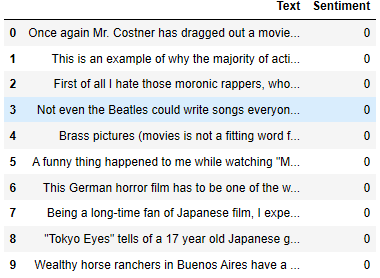 Text Sentiment
0 Once again Mr. Costner has dragged out a movie... 0
1 This is an example of why the majority of acti... 0
2 First of all I hate those moronic rappers, who... 0
3 Not even the Beatles could write songs everyon... 0
4 Brass pictures (movies is not a fitting word f... 0
5 A funny thing happened to me while watching "M... 0
6 This German horror film has to be one of the w... 0
7 Being a long-time fan of Japanese film, I expe... 0
8 "Tokyo Eyes" tells of a 17 year old Japanese g... 0
9 Wealthy horse ranchers in Buenos Aires have a ... 0